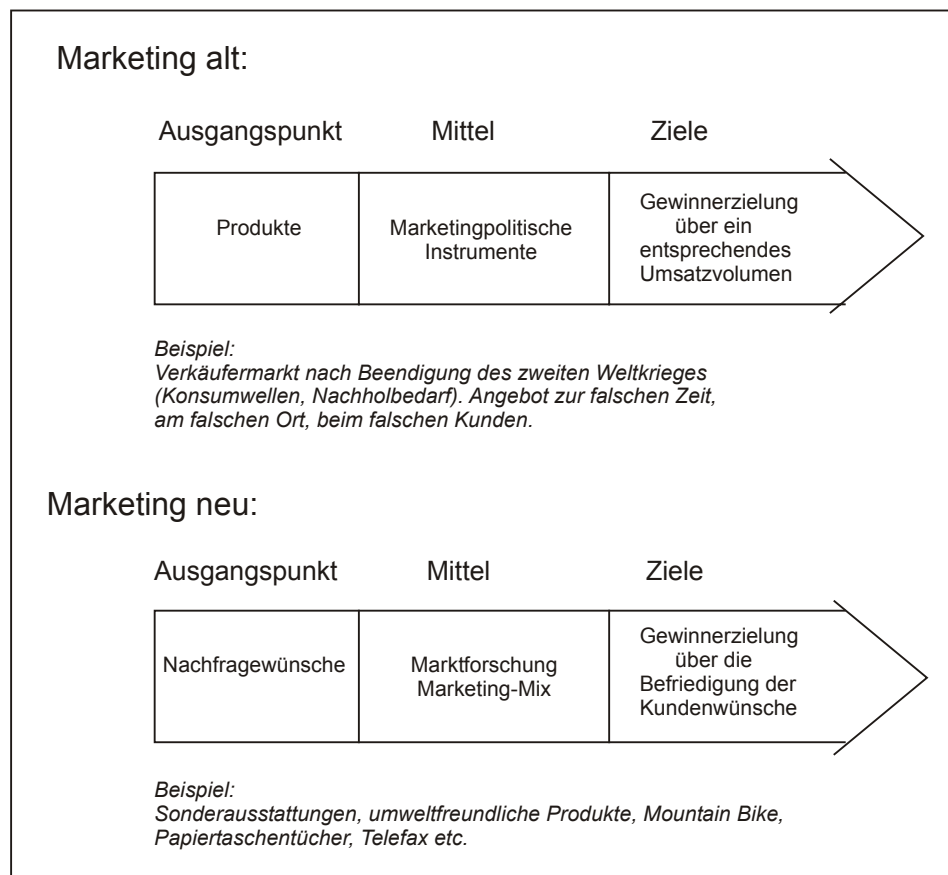 Marketing alt:
Ausgangspunkt Mittel Ziele
Produkte
Marketingpolitische
Instrumente
Gewinnerzielung
über ein
entsprechendes
Umsatzvolumen
Beispiel:
Verkäufermarkt nach Beendigung des zweiten Weltkrieges
(Konsumwellen, Nachholbedarf). Angebot zur falschen Zeit,
am falschen Ort, beim falschen Kunden.
Marketing neu:
Ausgangspunkt Mittel Ziele
Nachfragewünsche
Marktforschung
Marketing-Mix
Gewinnerzielung
über die
Befriedigung der
Kundenwünsche
Beispiel:
Sonderausstattungen, umweltfreundliche Produkte, Mountain Bike,
Papiertaschentücher, Telefax etc.